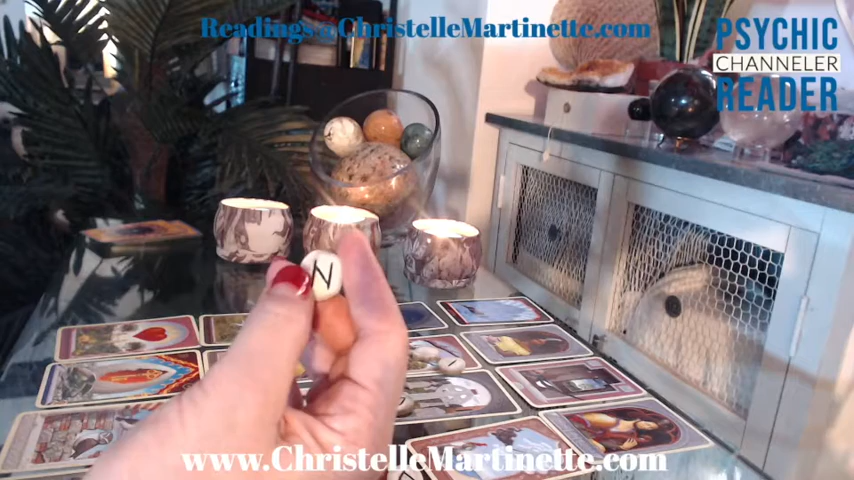 Readings@ChristelleMartinette.com
PSYCHIC
CHANNELER
READER
N
www.ChristelleMartinette.com